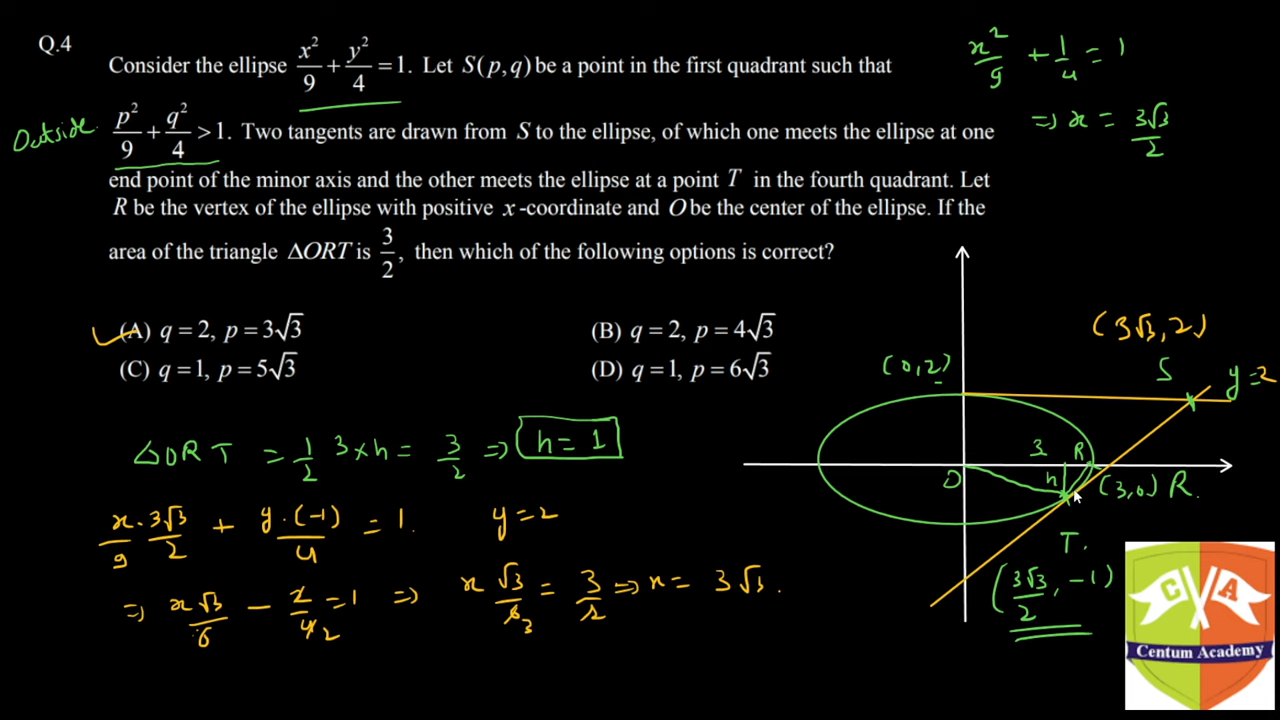 Q.4
Consider the ellipse x²/9 + y²/4 = 1. Let S(p, q) be a point in the first quadrant such that
Outside p²/9 + q²/4 > 1. Two tangents are drawn from S to the ellipse, of which one meets the ellipse at one
end point of the minor axis and the other meets the ellipse at a point T in the fourth quadrant. Let
R be the vertex of the ellipse with positive x-coordinate and O be the center of the ellipse. If the
area of the triangle ΔORT is 3/2, then which of the following options is correct?
(A) q = 2, p = 3√3
(B) q = 2, p = 4√3
(C) q = 1, p = 5√3
(D) q = 1, p = 6√3
x²/9 + 1/4 = 1
⇒ x = 3√3/2
ΔORT = 1/2 3×h = 3/2 ⇒ h = 1
x·3√3/9·2 + y·(-1)/4 = 1. y = 2
⇒ x√3/6 - 2/4 2 = 1 ⇒ x√3/6 3 = 3/2 ⇒ x = 3√3.
(3√3, 2)
(0, 2)
S
y = 2
3
R
O
h
(3,0) R.
T.
(3√3/2, -1)
C A
Centum Academy